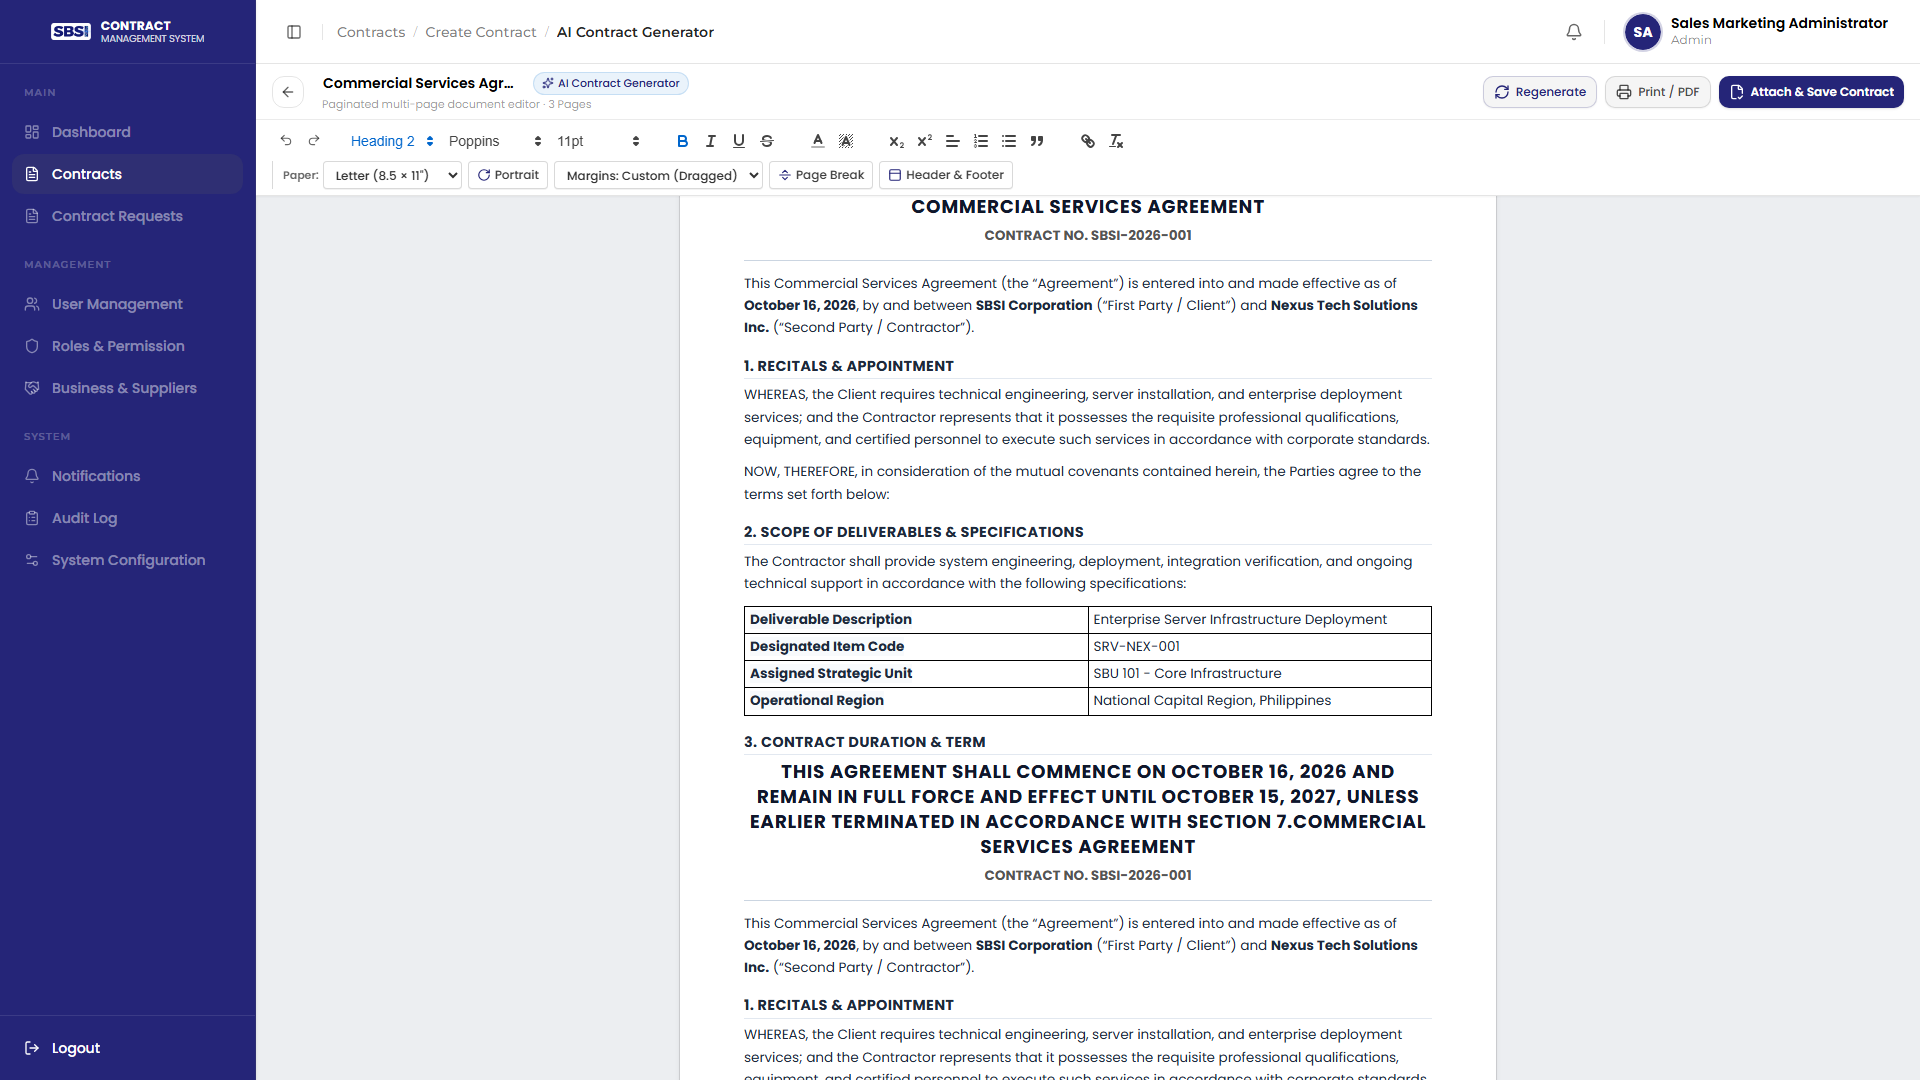 SBSI CONTRACT
MANAGEMENT SYSTEM
MAIN
Dashboard
Contracts
Contract Requests
MANAGEMENT
User Management
Roles & Permission
Business & Suppliers
SYSTEM
Notifications
Audit Log
System Configuration
Logout
Contracts / Create Contract / AI Contract Generator
SA
Sales Marketing Administrator
Admin
Commercial Services Agr...
AI Contract Generator
Paginated multi-page document editor · 3 Pages
Regenerate
Print / PDF
Attach & Save Contract
Heading 2 Poppins 11pt
Paper: Letter (8.5 × 11") Portrait Margins: Custom (Dragged) Page Break Header & Footer
COMMERCIAL SERVICES AGREEMENT
CONTRACT NO. SBSI-2026-001
This Commercial Services Agreement (the “Agreement”) is entered into and made effective as of
October 16, 2026, by and between SBSI Corporation (“First Party / Client”) and Nexus Tech Solutions
Inc. (“Second Party / Contractor”).
1. RECITALS & APPOINTMENT
WHEREAS, the Client requires technical engineering, server installation, and enterprise deployment
services; and the Contractor represents that it possesses the requisite professional qualifications,
equipment, and certified personnel to execute such services in accordance with corporate standards.
NOW, THEREFORE, in consideration of the mutual covenants contained herein, the Parties agree to the
terms set forth below:
2. SCOPE OF DELIVERABLES & SPECIFICATIONS
The Contractor shall provide system engineering, deployment, integration verification, and ongoing
technical support in accordance with the following specifications:
Deliverable Description Enterprise Server Infrastructure Deployment
Designated Item Code SRV-NEX-001
Assigned Strategic Unit SBU 101 - Core Infrastructure
Operational Region National Capital Region, Philippines
3. CONTRACT DURATION & TERM
THIS AGREEMENT SHALL COMMENCE ON OCTOBER 16, 2026 AND
REMAIN IN FULL FORCE AND EFFECT UNTIL OCTOBER 15, 2027, UNLESS
EARLIER TERMINATED IN ACCORDANCE WITH SECTION 7.COMMERCIAL
SERVICES AGREEMENT
CONTRACT NO. SBSI-2026-001
This Commercial Services Agreement (the “Agreement”) is entered into and made effective as of
October 16, 2026, by and between SBSI Corporation (“First Party / Client”) and Nexus Tech Solutions
Inc. (“Second Party / Contractor”).
1. RECITALS & APPOINTMENT
WHEREAS, the Client requires technical engineering, server installation, and enterprise deployment
services; and the Contractor represents that it possesses the requisite professional qualifications,
equipment, and certified personnel to execute such services in accordance with corporate standards.